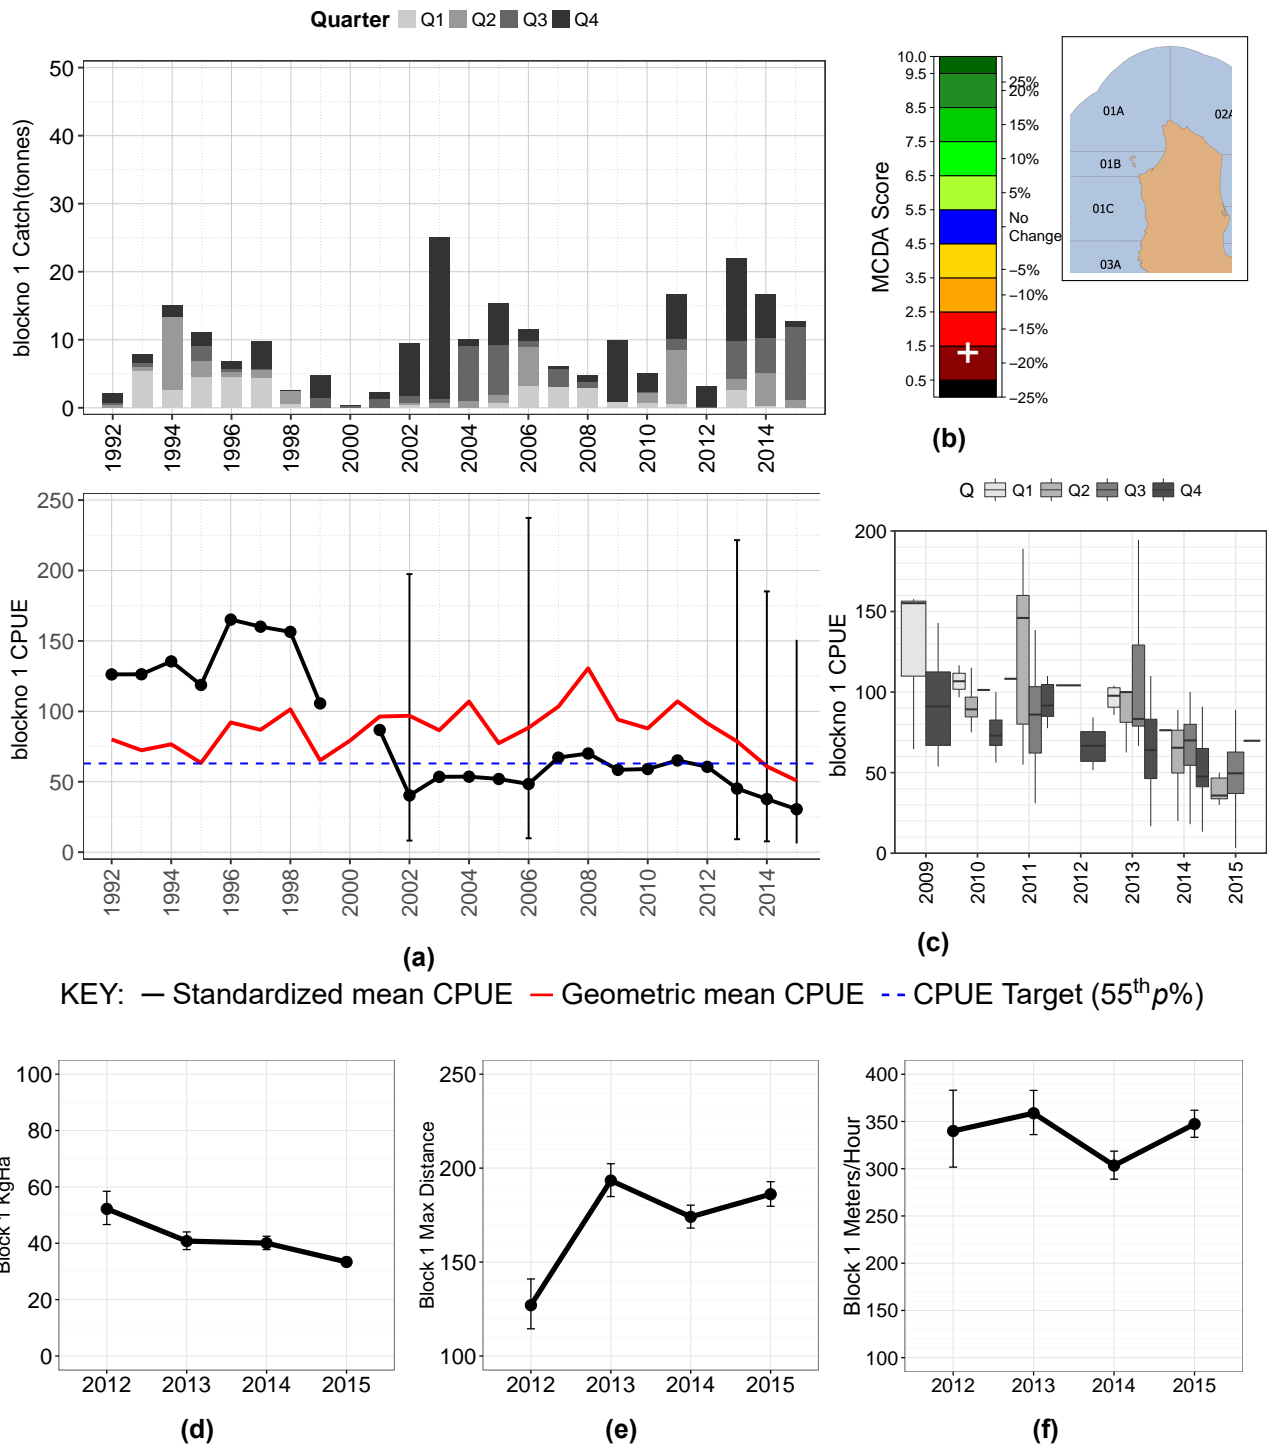 Quarter Q1 Q2 Q3 Q4
blockno 1 Catch(tonnes)
50
40
30
20
10
0
1992 1994 1996 1998 2000 2002 2004 2006 2008 2010 2012 2014
MCDA Score
10.0
9.5
8.5
7.5
6.5
5.5
4.5
3.5
2.5
1.5
0.5
25%
20%
15%
10%
5%
No
Change
−5%
−10%
−15%
−20%
−25%
01A
02A
01B
01C
03A
(b)
blockno 1 CPUE
250
200
150
100
50
0
1992 1994 1996 1998 2000 2002 2004 2006 2008 2010 2012 2014
(a)
Q Q1 Q2 Q3 Q4
blockno 1 CPUE
200
150
100
50
0
2009 2010 2011 2012 2013 2014 2015
(c)
KEY: Standardized mean CPUE Geometric mean CPUE CPUE Target (55th p%)
Block 1 KgHa
100
80
60
40
20
0
2012 2013 2014 2015
(d)
Block 1 Max Distance
250
200
150
100
2012 2013 2014 2015
(e)
Block 1 Meters/Hour
400
350
300
250
200
150
100
2012 2013 2014 2015
(f)